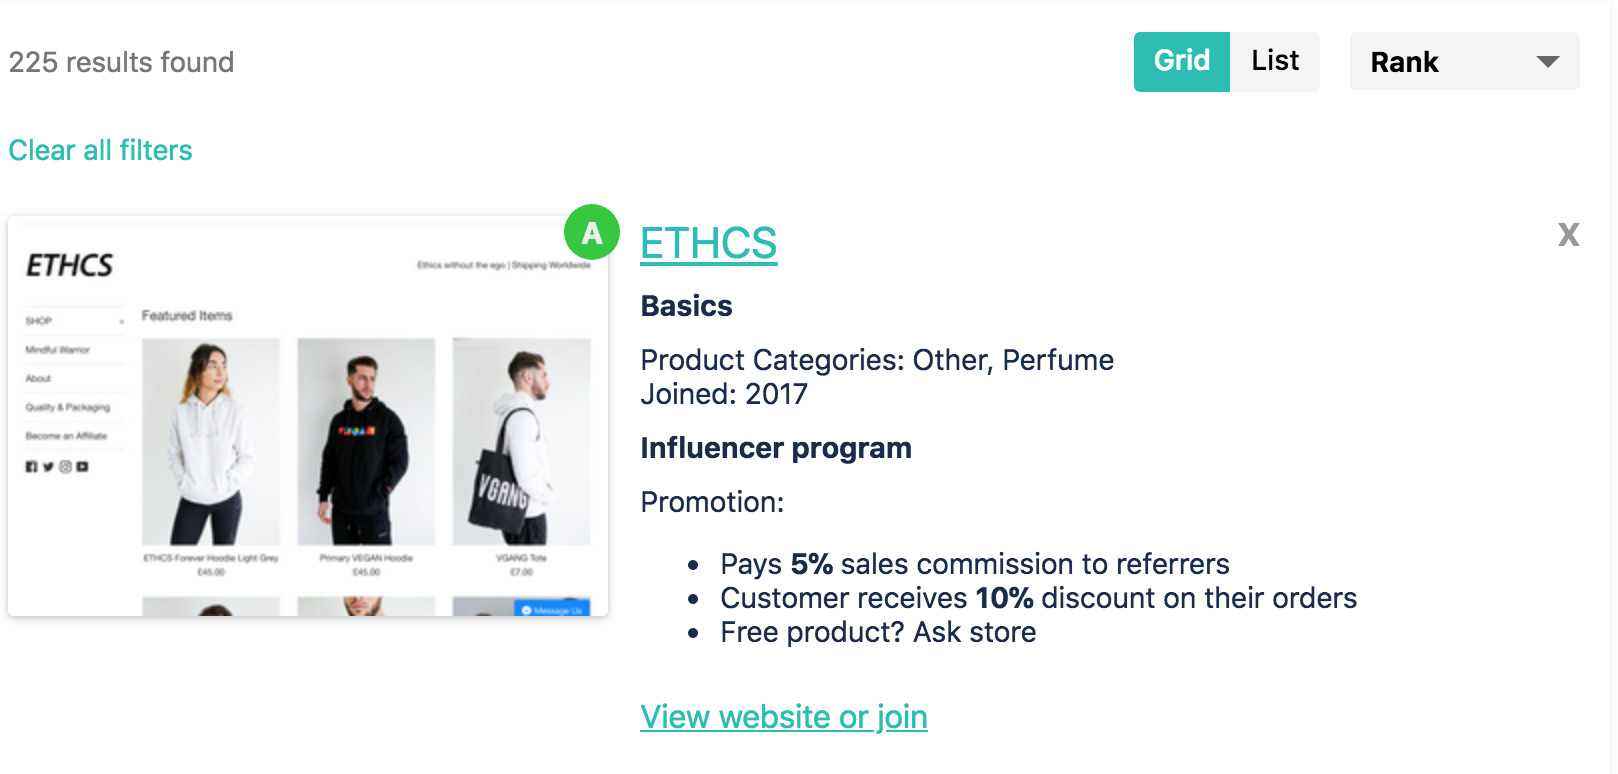 225 results found
Grid
List
Rank
Clear all filters
A
ETHCS
Ethics without the ego | Shipping Worldwide
SHOP
Mindful Warrior
About
Quality & Packaging
Become an Affiliate
Featured Items
VEGAN
VGANG
ETHCS Forever Hoodie Light Grey
£45.00
Primary VEGAN Hoodie
£45.00
VGANG Tote
£7.00
Message Us
ETHCS
X
Basics
Product Categories: Other, Perfume
Joined: 2017
Influencer program
Promotion:
• Pays 5% sales commission to referrers
• Customer receives 10% discount on their orders
• Free product? Ask store
View website or join